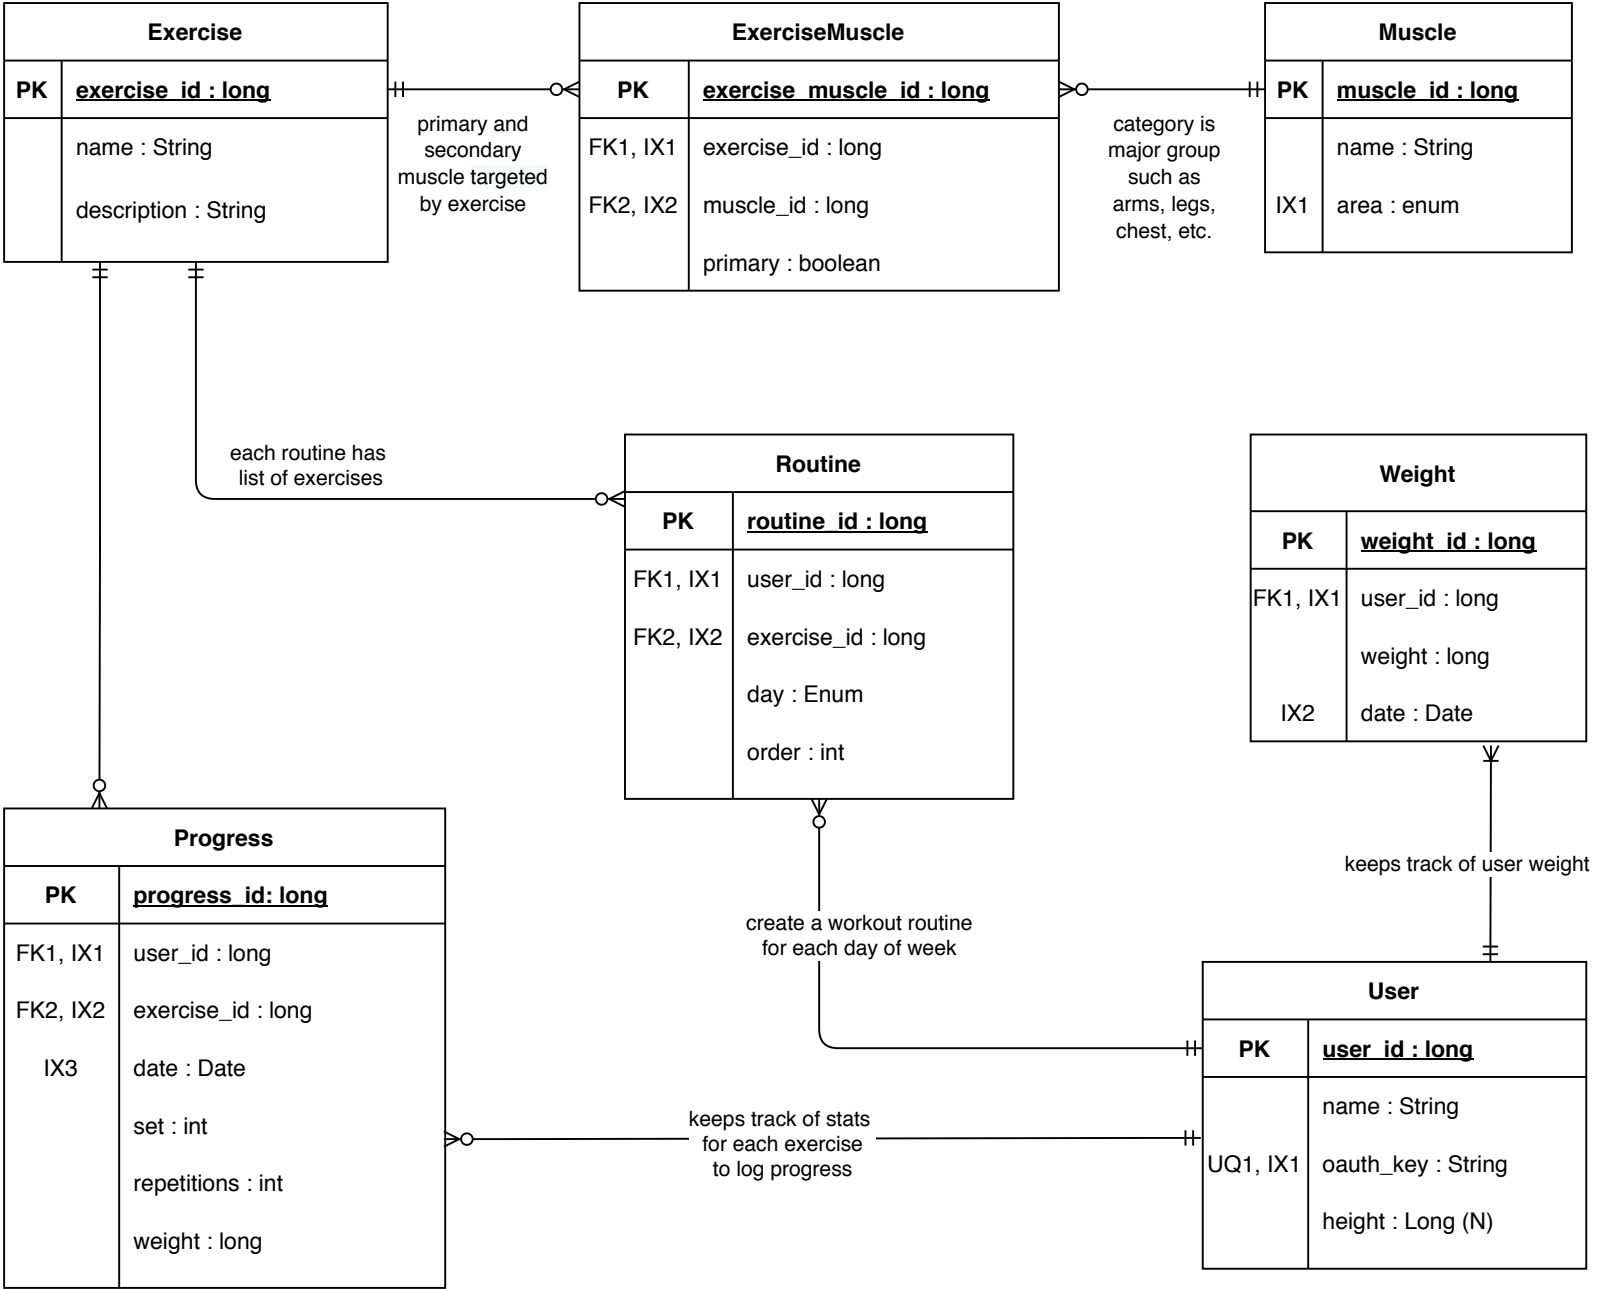 Exercise
PK
exercise_id : long
name : String
description : String
primary and
secondary
muscle targeted
by exercise
ExerciseMuscle
PK
exercise_muscle_id : long
FK1, IX1
exercise_id : long
FK2, IX2
muscle_id : long
primary : boolean
category is
major group
such as
arms, legs,
chest, etc.
Muscle
PK
muscle_id : long
name : String
IX1
area : enum
each routine has
list of exercises
Routine
PK
routine_id : long
FK1, IX1
user_id : long
FK2, IX2
exercise_id : long
day : Enum
order : int
Weight
PK
weight_id : long
FK1, IX1
user_id : long
weight : long
IX2
date : Date
keeps track of user weight
Progress
PK
progress_id: long
FK1, IX1
user_id : long
FK2, IX2
exercise_id : long
IX3
date : Date
set : int
repetitions : int
weight : long
create a workout routine
for each day of week
keeps track of stats
for each exercise
to log progress
User
PK
user_id : long
name : String
UQ1, IX1
oauth_key : String
height : Long (N)